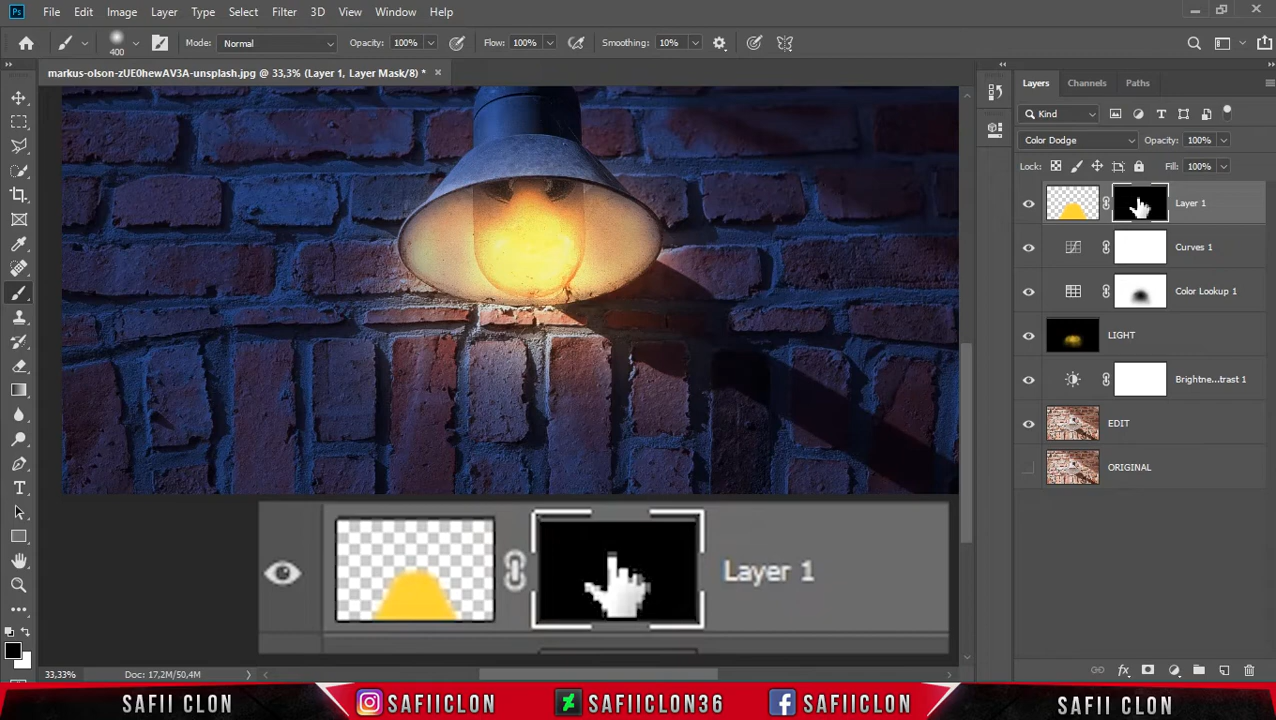 Ps File Edit Image Layer Type Select Filter 3D View Window Help
400 Mode: Normal Opacity: 100% Flow: 100% Smoothing: 10%
markus-olson-zUE0hewAV3A-unsplash.jpg @ 33,3% (Layer 1, Layer Mask/8) *
Layers Channels Paths
Kind
Color Dodge Opacity: 100%
Lock: Fill: 100%
Layer 1
Curves 1
Color Lookup 1
LIGHT
Brightne...trast 1
EDIT
ORIGINAL
Layer 1
33,33% Doc: 17,2M/50,4M
SAFII CLON SAFIICLON SAFIICLON36 SAFIICLON SAFII CLON